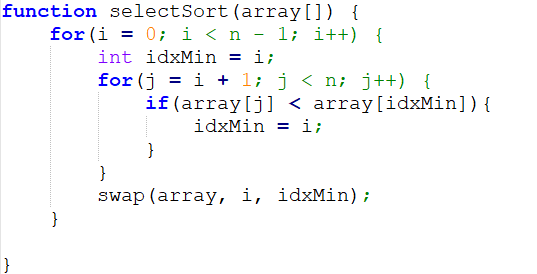 function selectSort(array[]) {
    for(i = 0; i < n - 1; i++) {
        int idxMin = i;
        for(j = i + 1; j < n; j++) {
            if(array[j] < array[idxMin]){
                idxMin = i;
            }
        }
        swap(array, i, idxMin);
    }
}